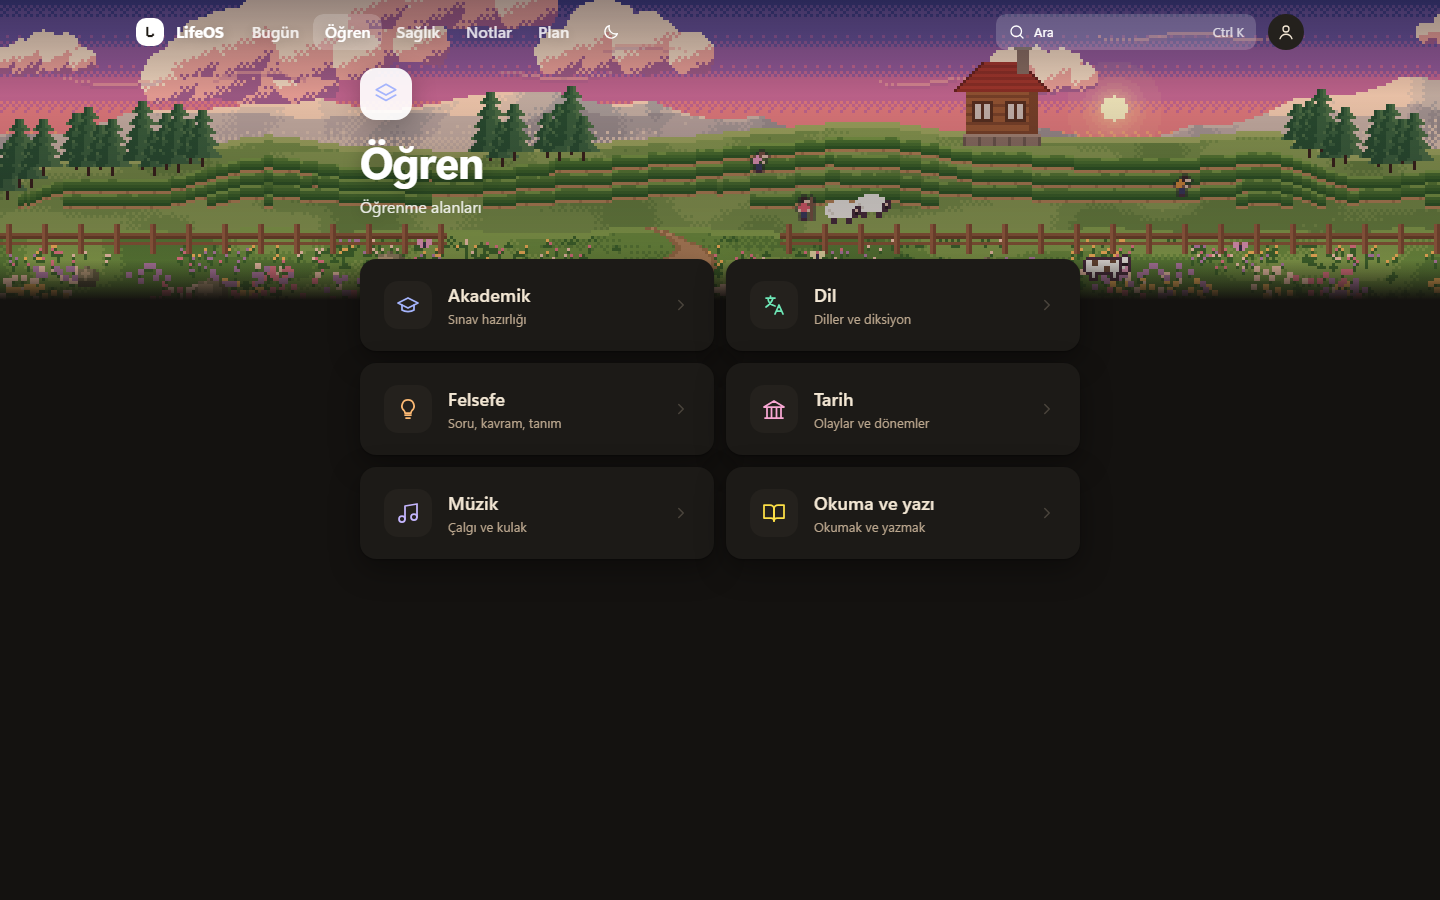 LifeOS Bugün Öğren Sağlık Notlar Plan Ara Ctrl K
Öğren
Öğrenme alanları
Akademik
Sınav hazırlığı
Dil
Diller ve diksiyon
Felsefe
Soru, kavram, tanım
Tarih
Olaylar ve dönemler
Müzik
Çalgı ve kulak
Okuma ve yazı
Okumak ve yazmak